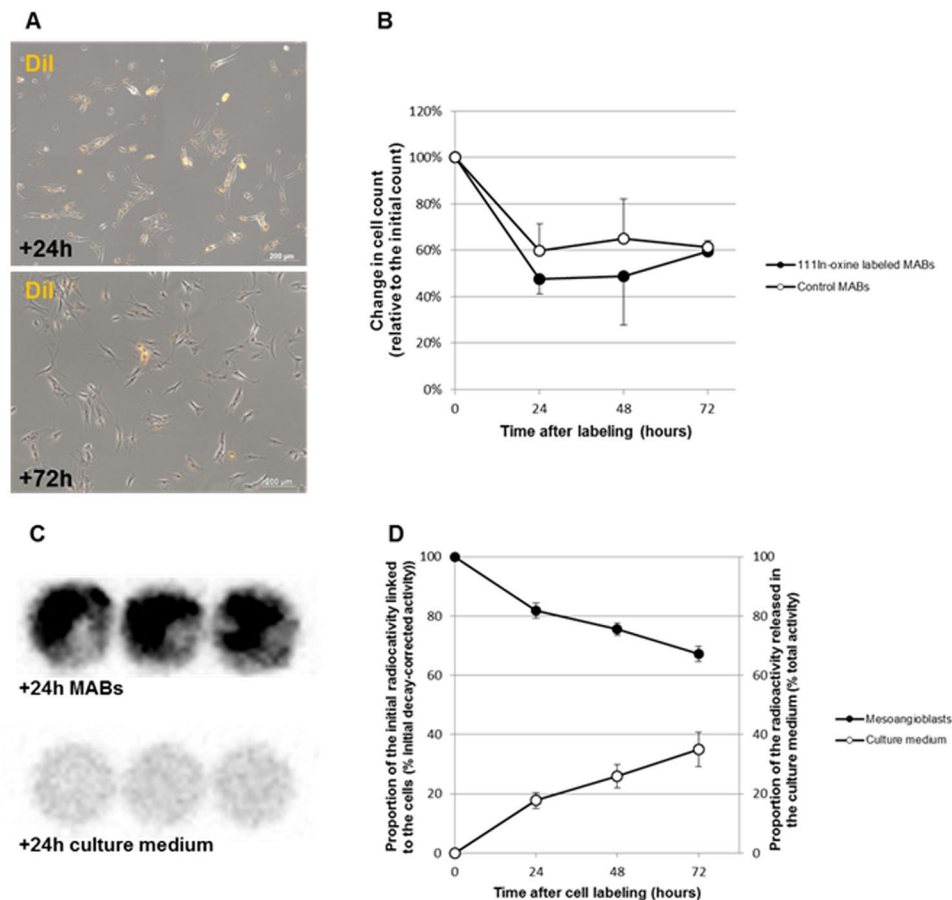 A
DiI
+24h
200 µm
DiI
+72h
200 µm
B
120%
100%
80%
60%
40%
20%
0%
0
24
48
72
Change in cell count
(relative to the initial count)
Time after labeling (hours)
111In-oxine labeled MABs
Control MABs
C
+24h MABs
+24h culture medium
D
100
80
60
40
20
0
100
80
60
40
20
0
0
24
48
72
Proportion of the initial radiocativity linked
to the cells (% Initial decay-corrected activity))
Proportion of the radioactivity released in
the culture medium (% total activity)
Time after cell labeling (hours)
Mesoangioblasts
Culture medium